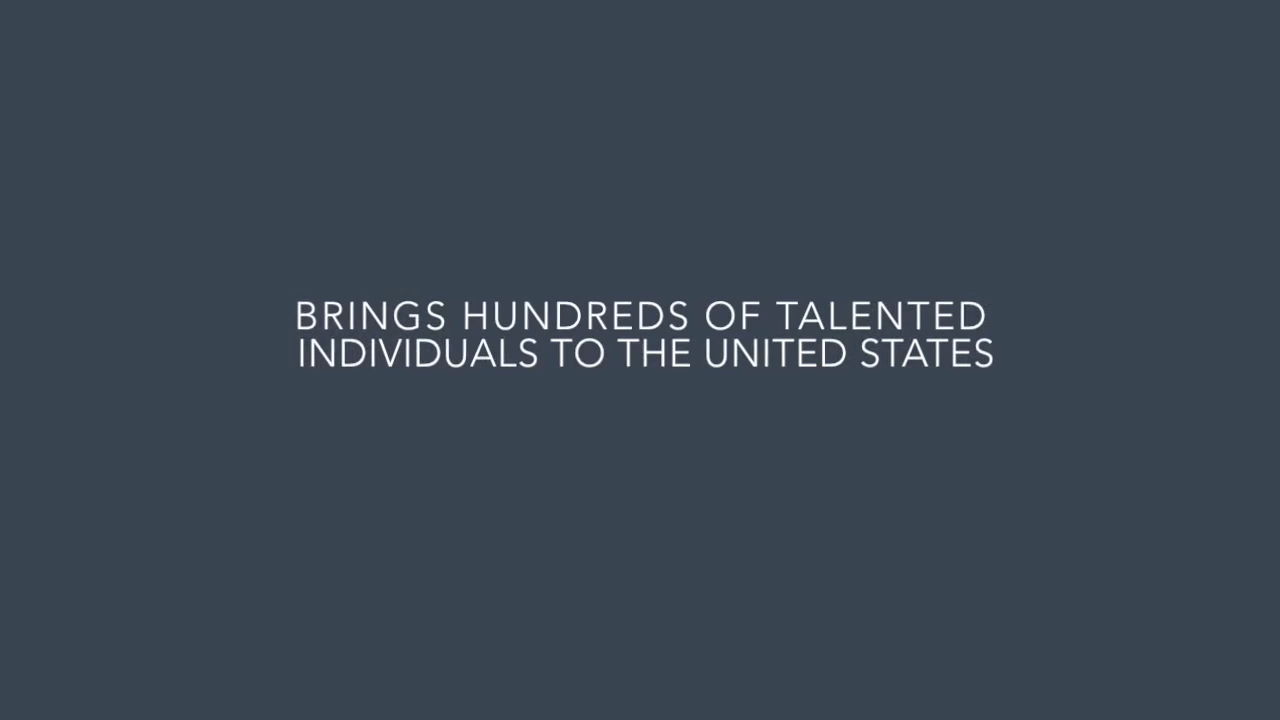 BRINGS HUNDREDS OF TALENTED
INDIVIDUALS TO THE UNITED STATES